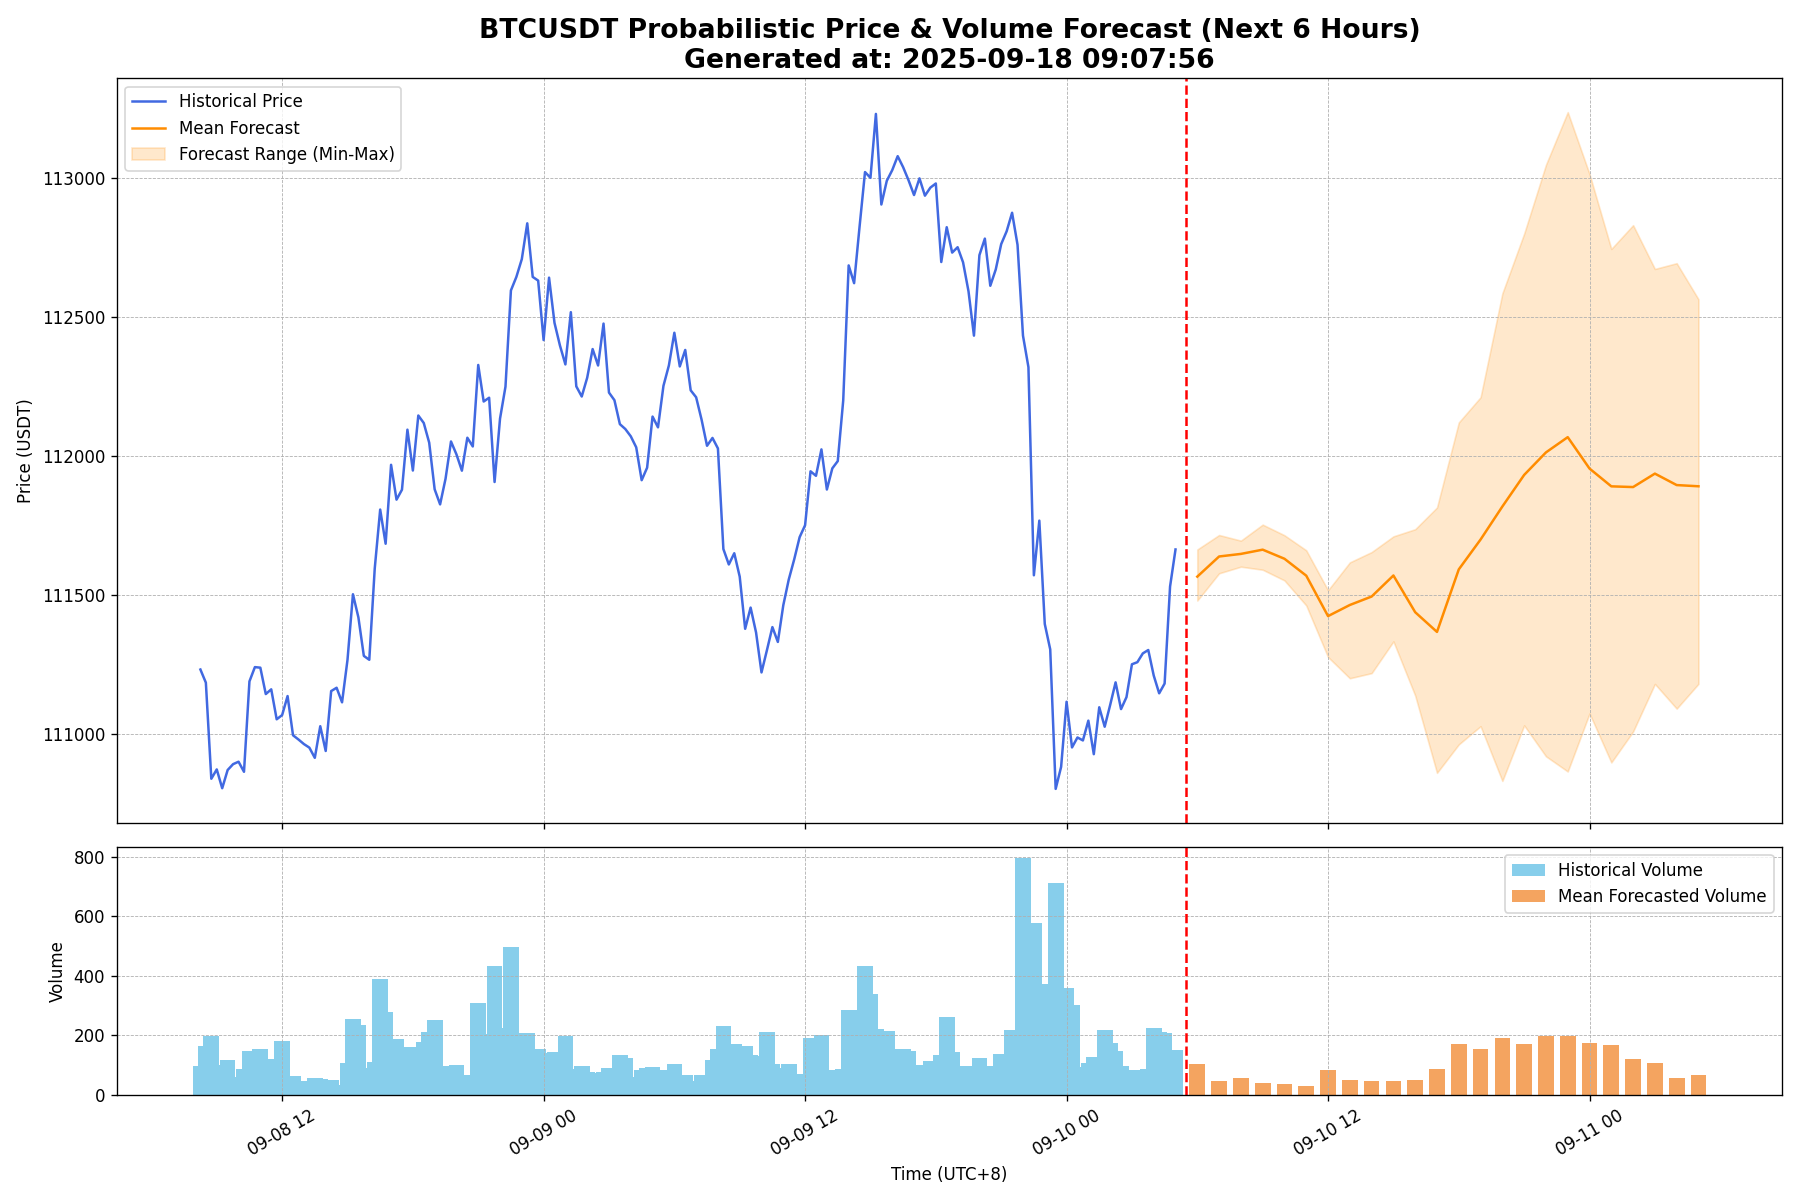 BTCUSDT Probabilistic Price & Volume Forecast (Next 6 Hours)
Generated at: 2025-09-18 09:07:56
Historical Price
Mean Forecast
Forecast Range (Min-Max)
113000
112500
112000
111500
111000
Price (USDT)
800
600
400
200
0
Volume
Historical Volume
Mean Forecasted Volume
09-08 12
09-09 00
09-09 12
09-10 00
09-10 12
09-11 00
Time (UTC+8)